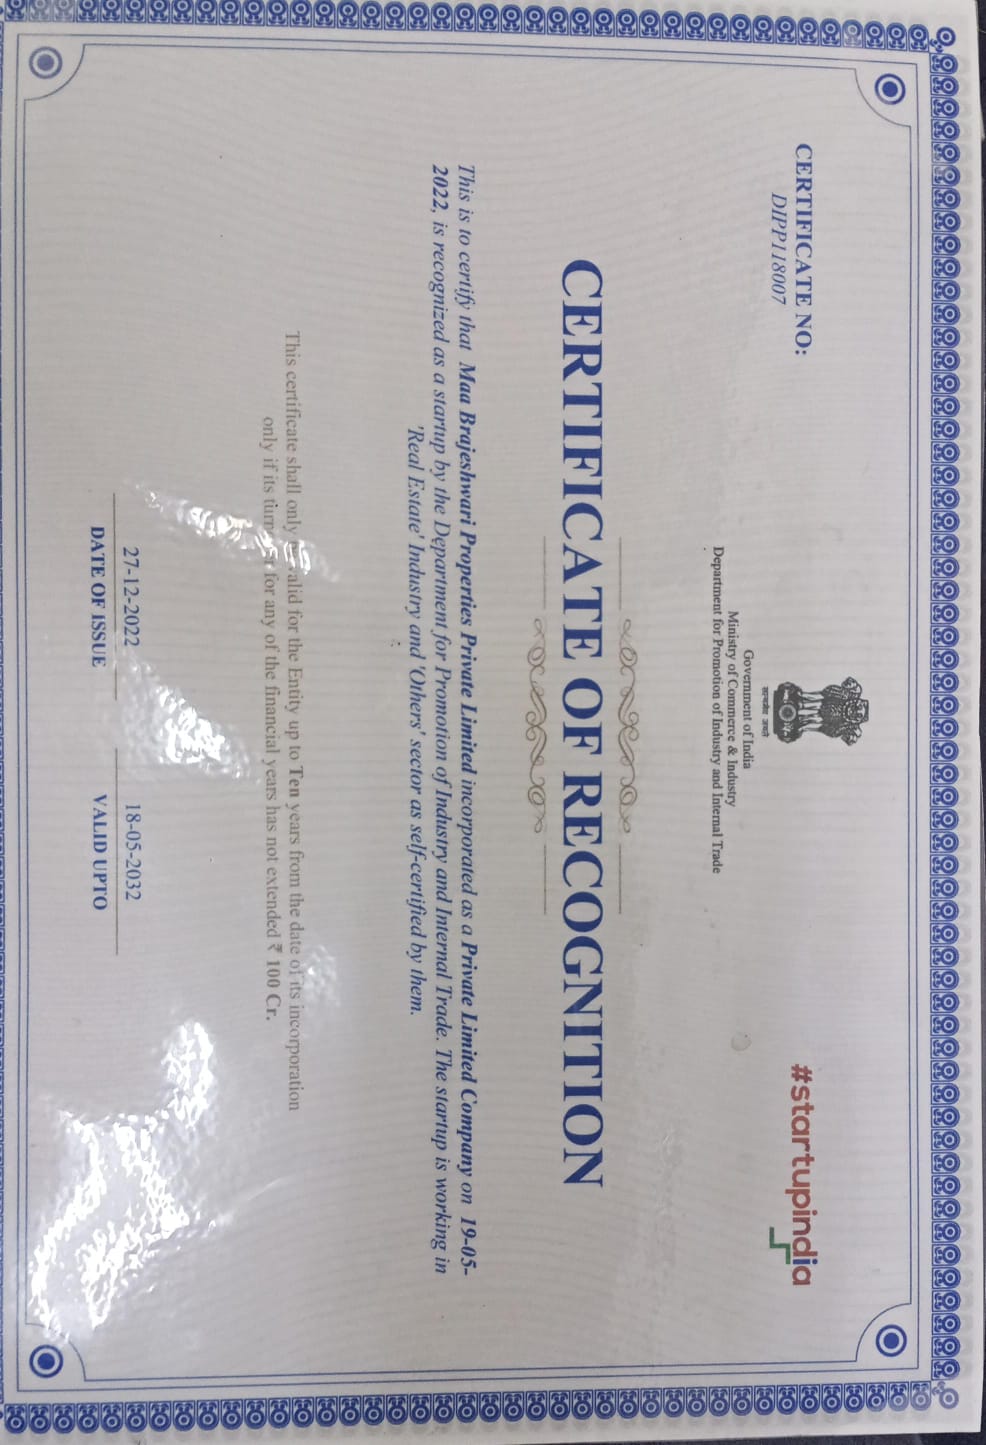 CERTIFICATE NO:
DIPP118007
सत्यमेव जयते
Government of India
Ministry of Commerce & Industry
Department for Promotion of Industry and Internal Trade
#startupindia
CERTIFICATE OF RECOGNITION
This is to certify that Maa Brajeshwari Properties Private Limited incorporated as a Private Limited Company on 19-05-
2022, is recognized as a startup by the Department for Promotion of Industry and Internal Trade. The startup is working in
'Real Estate' Industry and 'Others' sector as self-certified by them.
This certificate shall only be valid for the Entity up to Ten years from the date of its incorporation
only if its turnover for any of the financial years has not extended ₹ 100 Cr.
27-12-2022
DATE OF ISSUE
18-05-2032
VALID UPTO